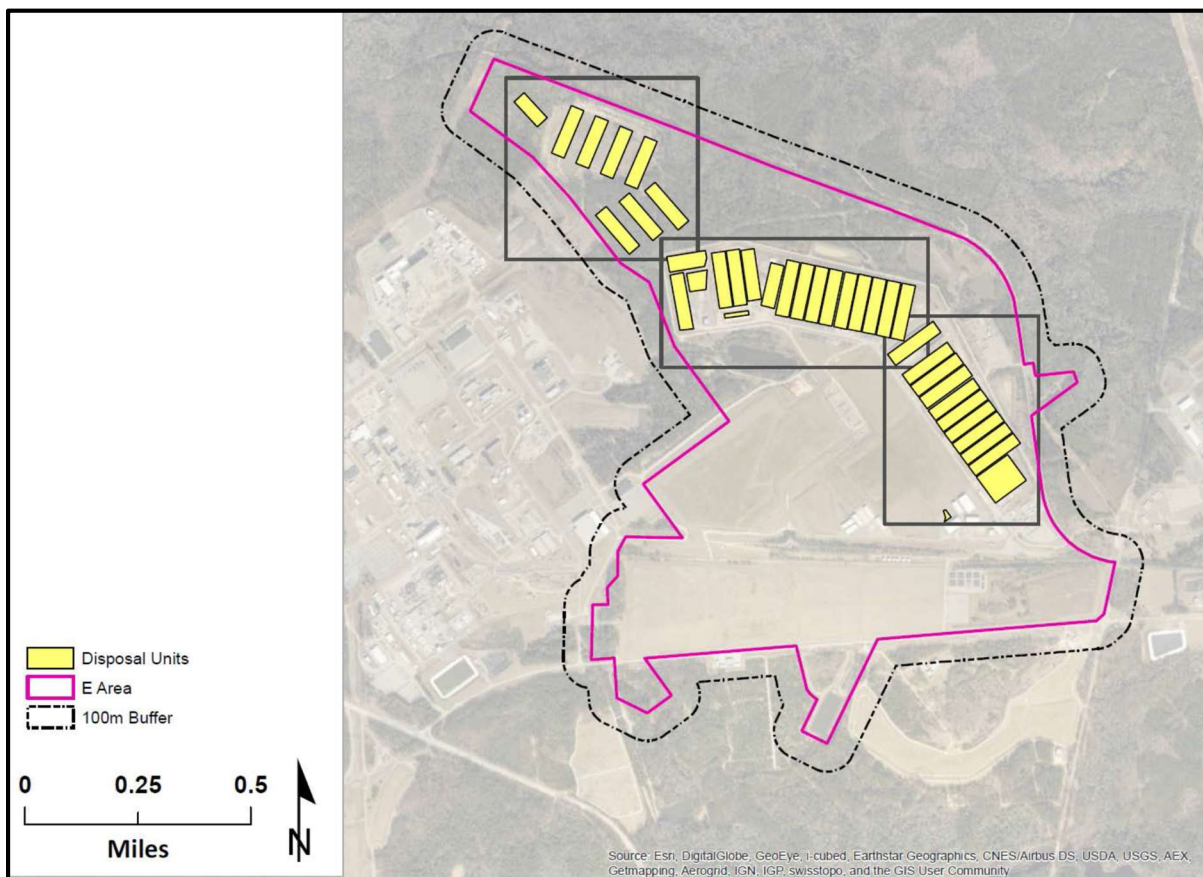 Disposal Units
E Area
100m Buffer
0 0.25 0.5
Miles
N
Source: Esri, DigitalGlobe, GeoEye, i-cubed, Earthstar Geographics, CNES/Airbus DS, USDA, USGS, AEX,
Getmapping, Aerogrid, IGN, IGP, swisstopo, and the GIS User Community